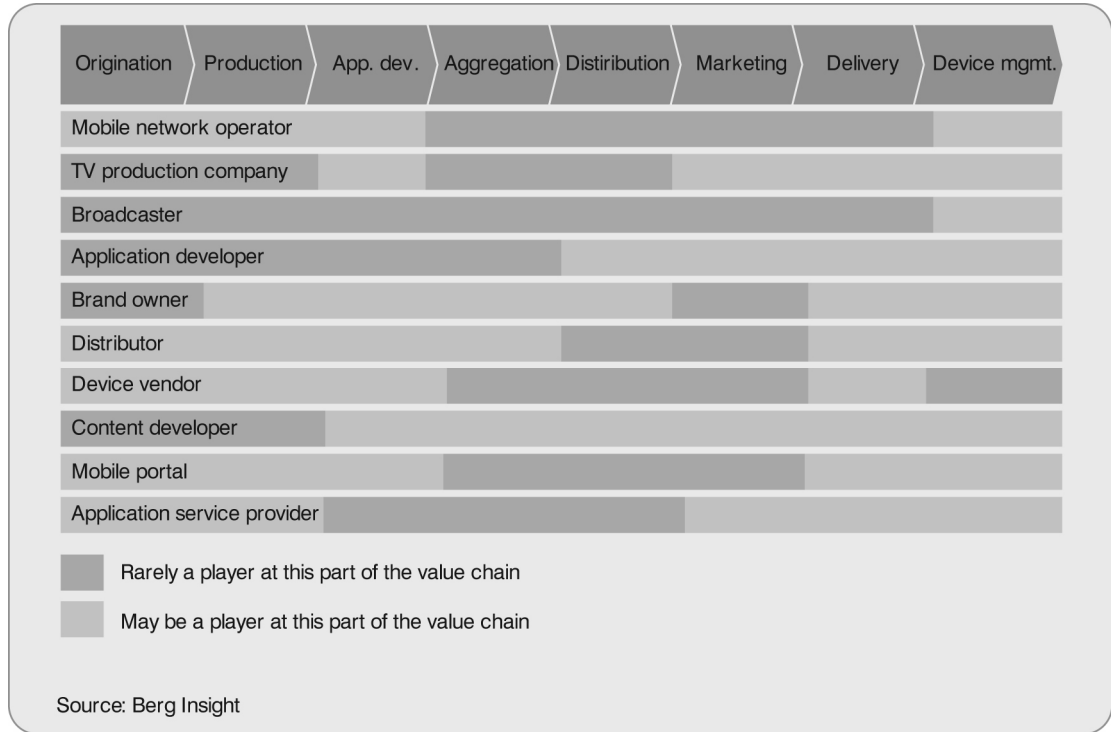 Origination Production App. dev. Aggregation Distiribution Marketing Delivery Device mgmt.
Mobile network operator
TV production company
Broadcaster
Application developer
Brand owner
Distributor
Device vendor
Content developer
Mobile portal
Application service provider
Rarely a player at this part of the value chain
May be a player at this part of the value chain
Source: Berg Insight